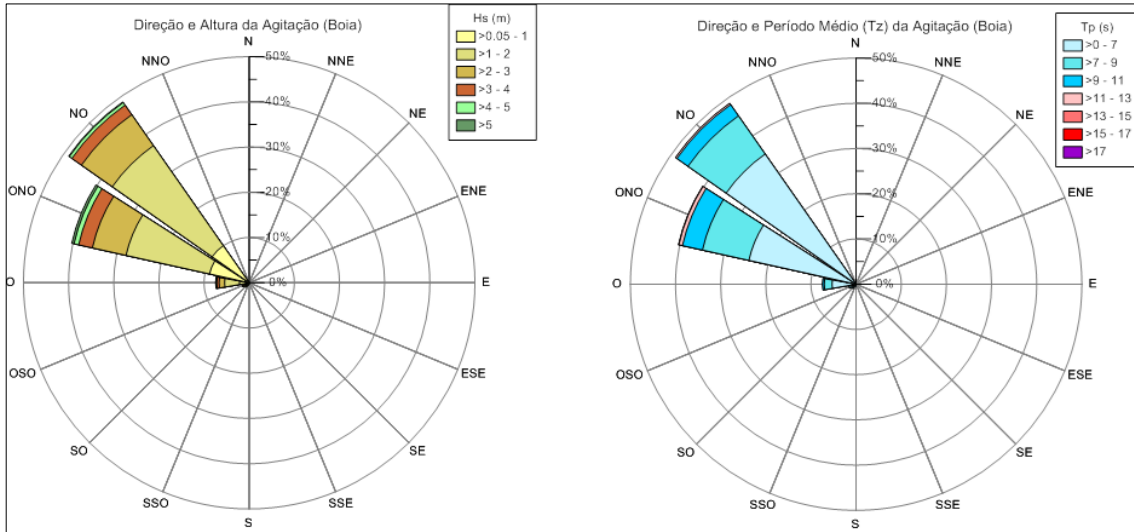 Direção e Altura da Agitação (Boia)
Hs (m)
>0.05 - 1
>1 - 2
>2 - 3
>3 - 4
>4 - 5
>5
N
NNE
NE
ENE
E
ESE
SE
SSE
S
SSO
SO
OSO
O
ONO
NO
NNO
50%
40%
30%
20%
10%
0%
Direção e Período Médio (Tz) da Agitação (Boia)
Tp (s)
>0 - 7
>7 - 9
>9 - 11
>11 - 13
>13 - 15
>15 - 17
>17
N
NNE
NE
ENE
E
ESE
SE
SSE
S
SSO
SO
OSO
O
ONO
NO
NNO
50%
40%
30%
20%
10%
0%